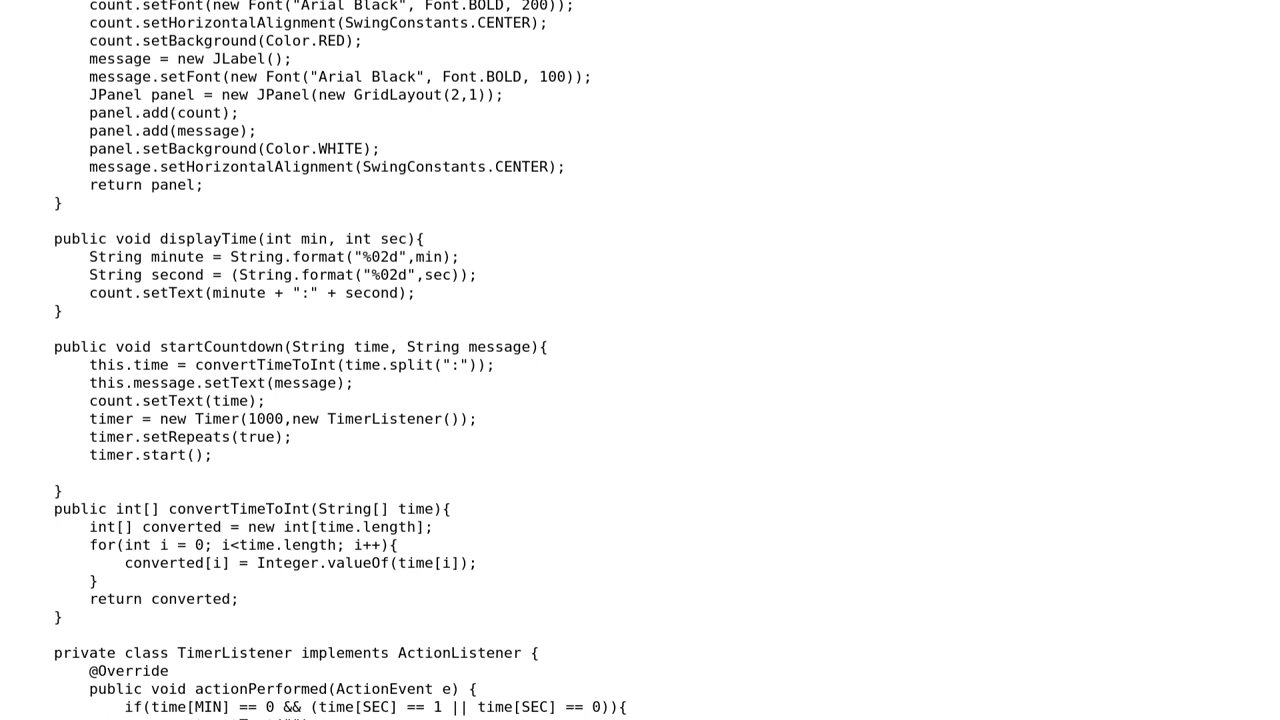 count.setFont(new Font("Arial Black", Font.BOLD, 200));
count.setHorizontalAlignment(SwingConstants.CENTER);
count.setBackground(Color.RED);
message = new JLabel();
message.setFont(new Font("Arial Black", Font.BOLD, 100));
JPanel panel = new JPanel(new GridLayout(2,1));
panel.add(count);
panel.add(message);
panel.setBackground(Color.WHITE);
message.setHorizontalAlignment(SwingConstants.CENTER);
return panel;
}
public void displayTime(int min, int sec){
String minute = String.format("%02d",min);
String second = (String.format("%02d",sec));
count.setText(minute + ":" + second);
}
public void startCountdown(String time, String message){
this.time = convertTimeToInt(time.split(":"));
this.message.setText(message);
count.setText(time);
timer = new Timer(1000,new TimerListener());
timer.setRepeats(true);
timer.start();
}
public int[] convertTimeToInt(String[] time){
int[] converted = new int[time.length];
for(int i = 0; i<time.length; i++){
converted[i] = Integer.valueOf(time[i]);
}
return converted;
}
private class TimerListener implements ActionListener {
@Override
public void actionPerformed(ActionEvent e) {
if(time[MIN] == 0 && (time[SEC] == 1 || time[SEC] == 0)){